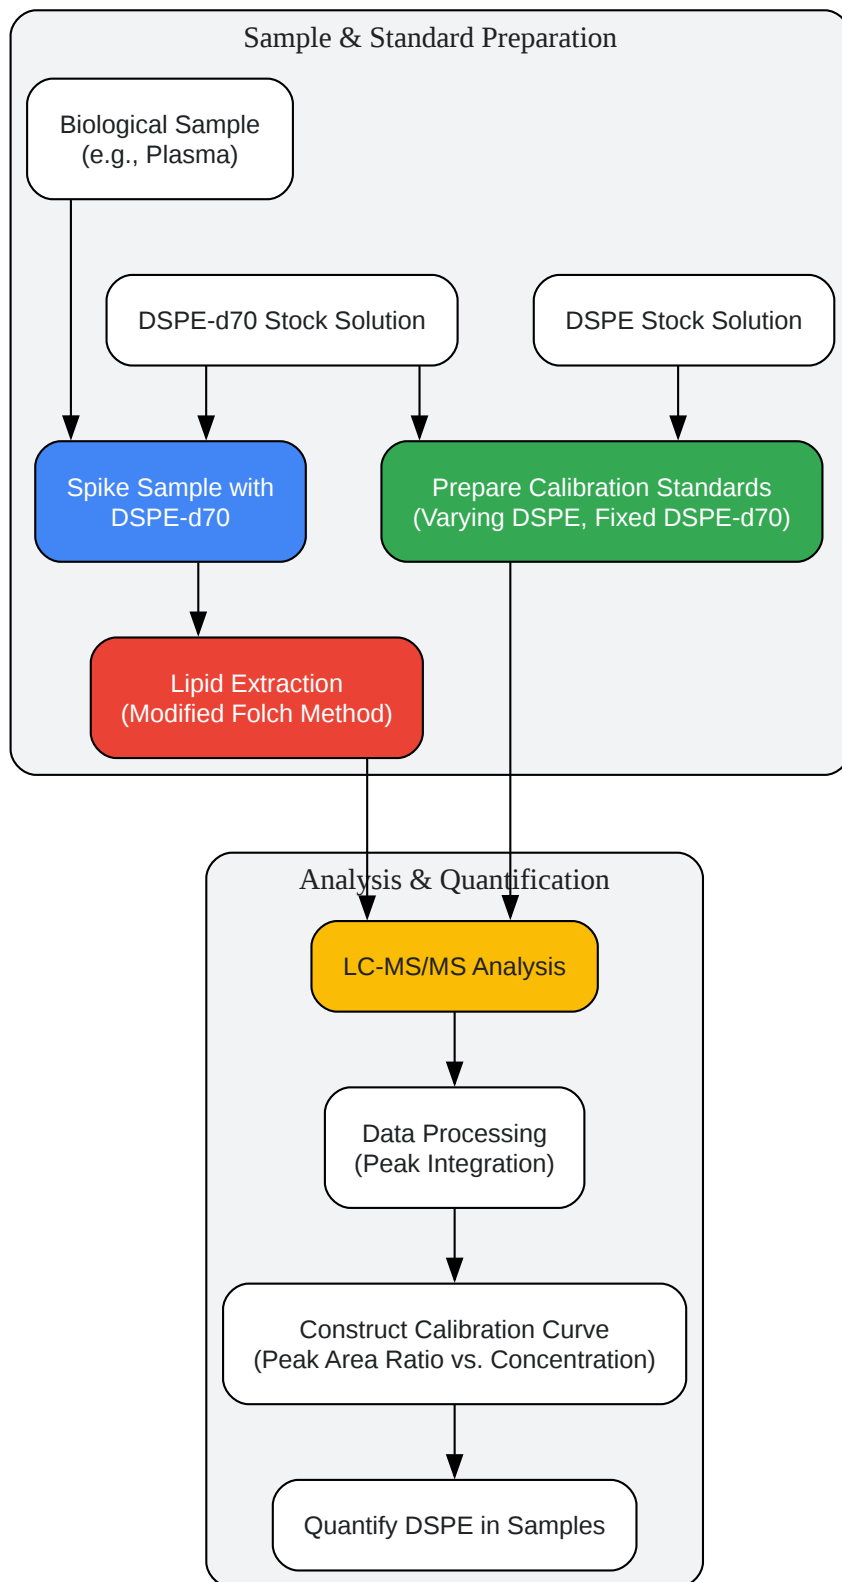 Sample & Standard Preparation
Biological Sample
(e.g., Plasma)
DSPE-d70 Stock Solution
DSPE Stock Solution
Spike Sample with
DSPE-d70
Prepare Calibration Standards
(Varying DSPE, Fixed DSPE-d70)
Lipid Extraction
(Modified Folch Method)
Analysis & Quantification
LC-MS/MS Analysis
Data Processing
(Peak Integration)
Construct Calibration Curve
(Peak Area Ratio vs. Concentration)
Quantify DSPE in Samples